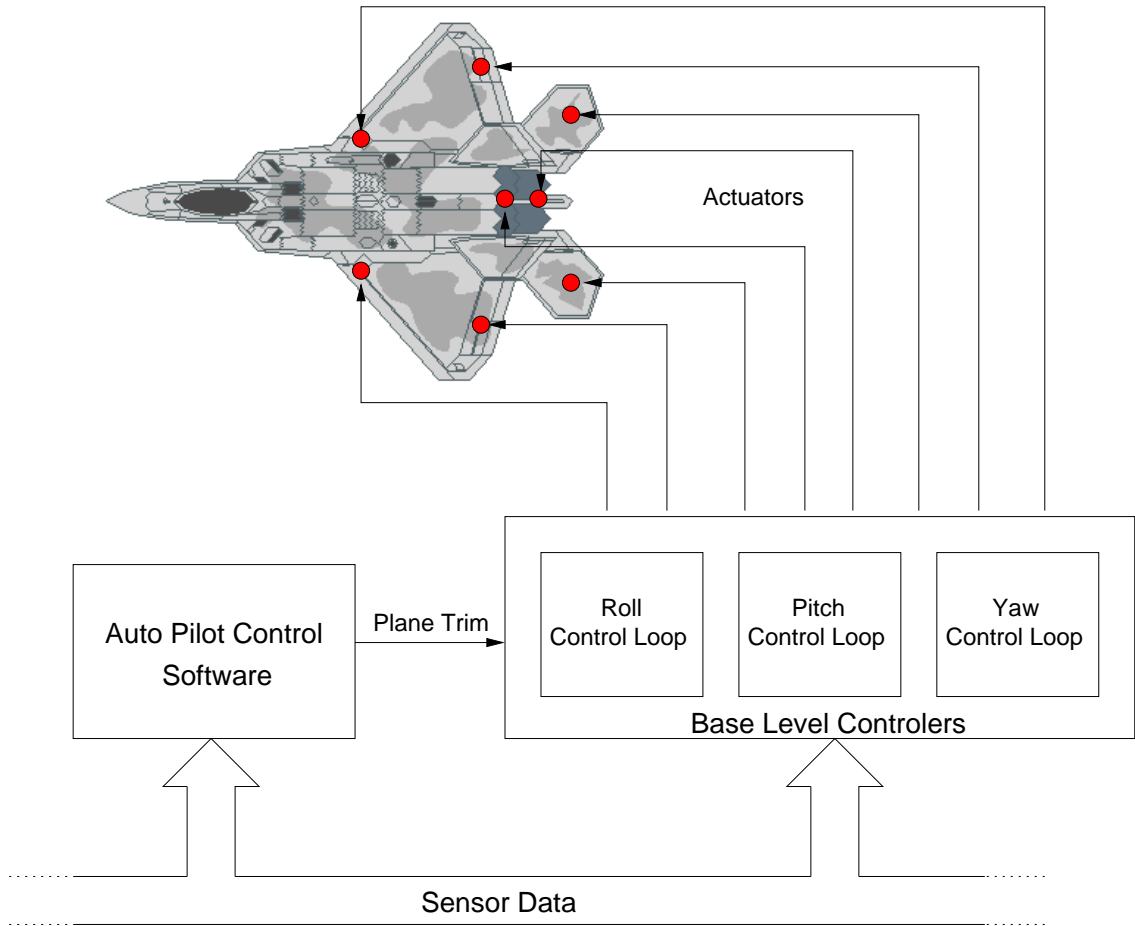 Actuators
Auto Pilot Control
Software
Plane Trim
Roll
Control Loop
Pitch
Control Loop
Yaw
Control Loop
Base Level Controlers
Sensor Data